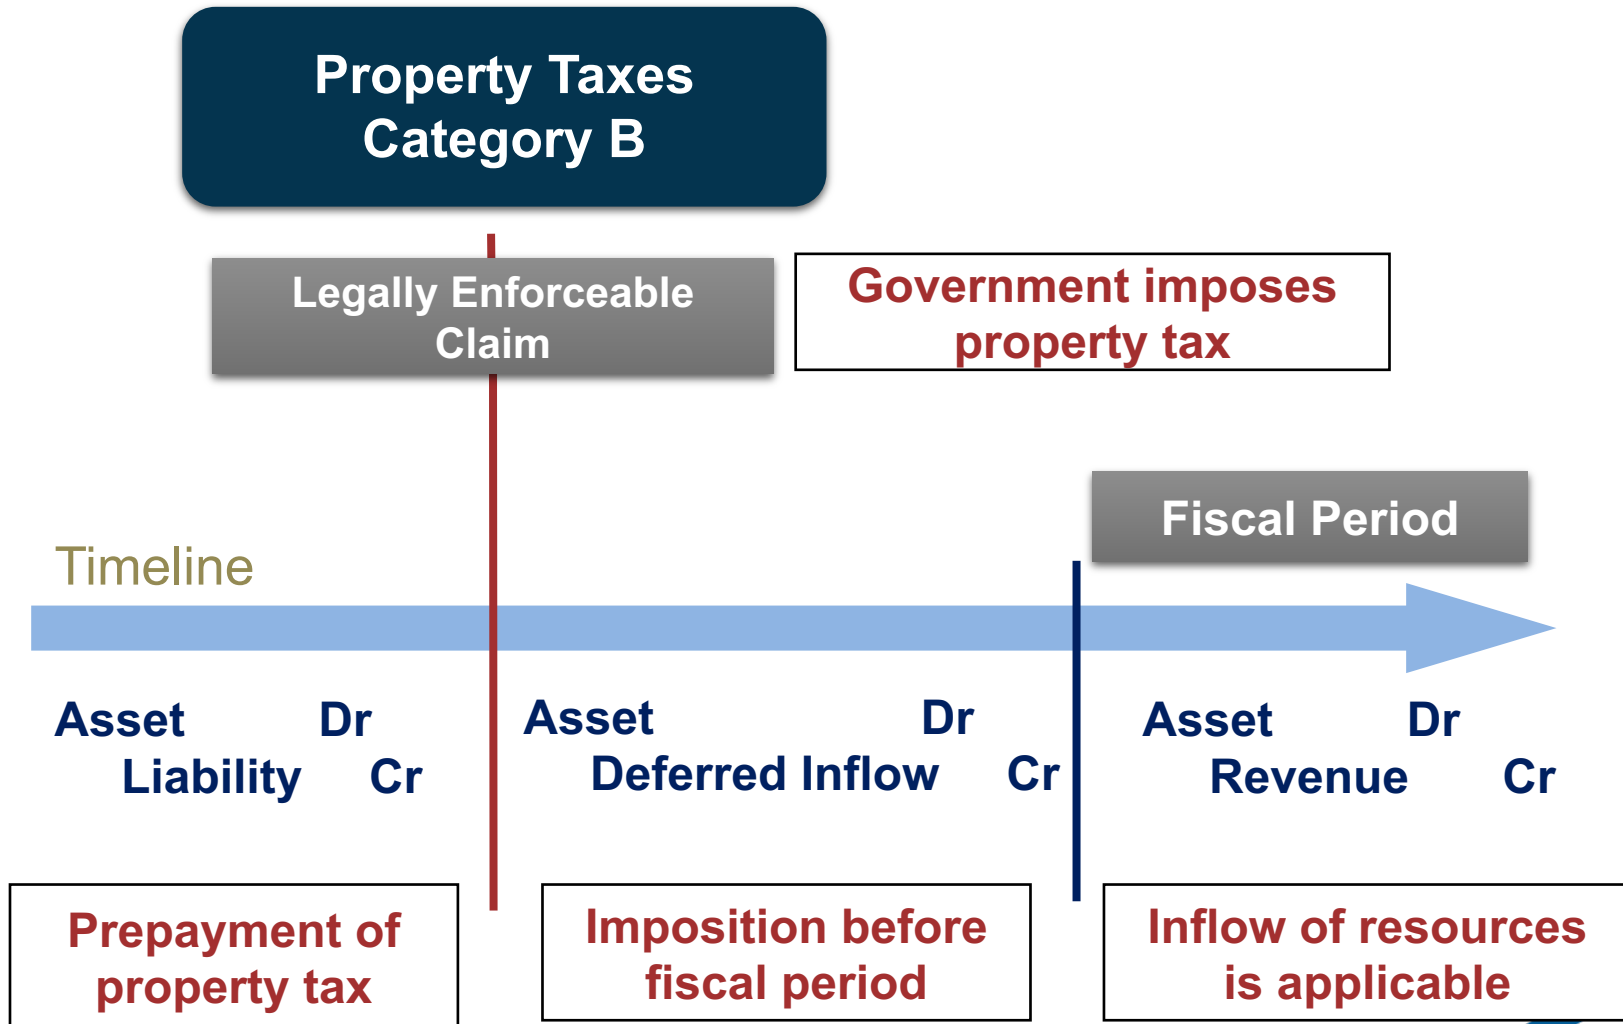 Property Taxes
Category B
Legally Enforceable
Claim
Government imposes
property tax
Fiscal Period
Timeline
Asset Dr
Liability Cr
Asset Dr
Deferred Inflow Cr
Asset Dr
Revenue Cr
Prepayment of
property tax
Imposition before
fiscal period
Inflow of resources
is applicable